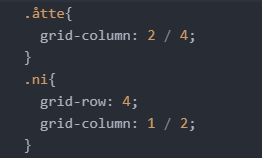 .åtte{
grid-column: 2 / 4;
}
.ni{
grid-row: 4;
grid-column: 1 / 2;
}